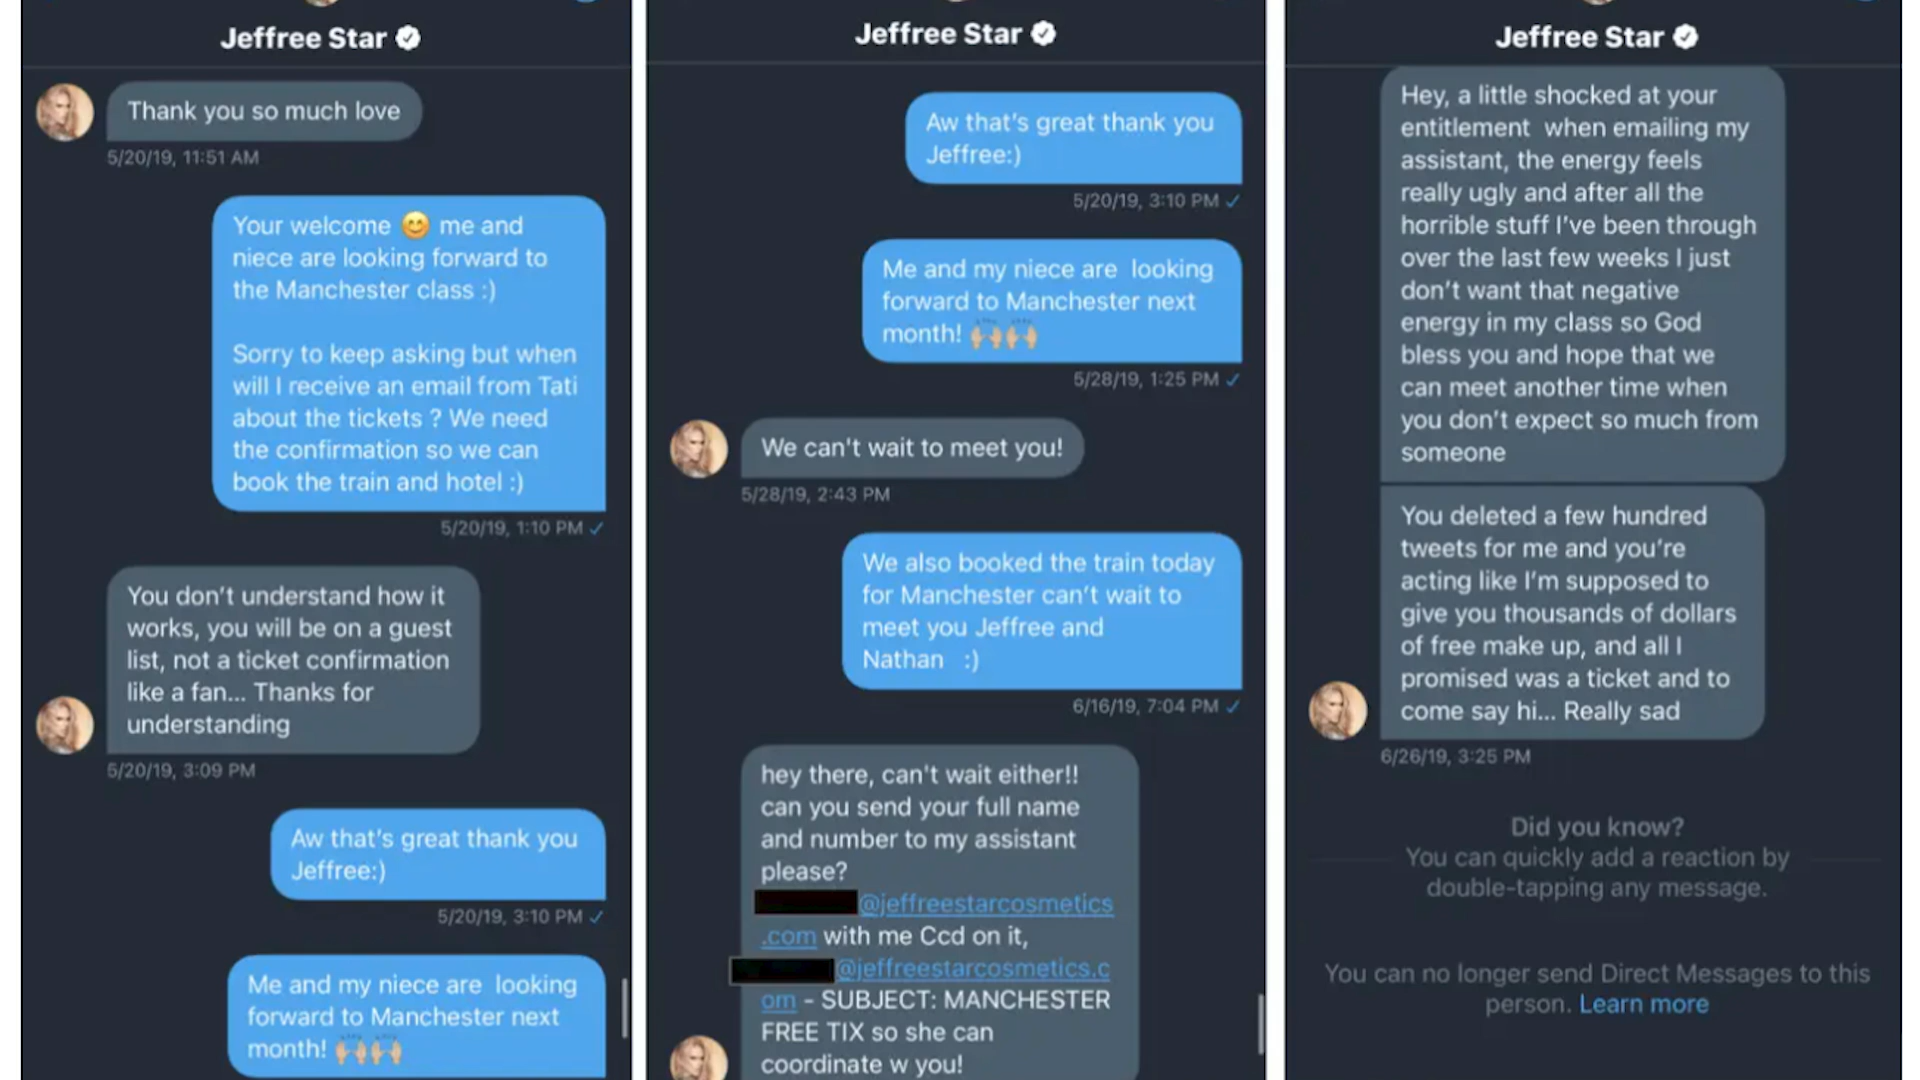 Jeffree Star
Thank you so much love
5/20/19, 11:51 AM
Your welcome 😊 me and
niece are looking forward to
the Manchester class :)
Sorry to keep asking but when
will I receive an email from Tati
about the tickets ? We need
the confirmation so we can
book the train and hotel :)
5/20/19, 1:10 PM ✓
You don't understand how it
works, you will be on a guest
list, not a ticket confirmation
like a fan... Thanks for
understanding
5/20/19, 3:09 PM
Aw that's great thank you
Jeffree:)
5/20/19, 3:10 PM ✓
Me and my niece are  looking
forward to Manchester next
month! 🙌🏼🙌🏼
Jeffree Star
Aw that's great thank you
Jeffree:)
5/20/19, 3:10 PM ✓
Me and my niece are  looking
forward to Manchester next
month! 🙌🏼🙌🏼
5/28/19, 1:25 PM ✓
We can't wait to meet you!
5/28/19, 2:43 PM
We also booked the train today
for Manchester can't wait to
meet you Jeffree and
Nathan   :)
6/16/19, 7:04 PM ✓
hey there, can't wait either!!
can you send your full name
and number to my assistant
please?
@jeffreestarcosmetics
.com with me Ccd on it,
@jeffreestarcosmetics.c
om - SUBJECT: MANCHESTER
FREE TIX so she can
coordinate w you!
Jeffree Star
Hey, a little shocked at your
entitlement  when emailing my
assistant, the energy feels
really ugly and after all the
horrible stuff I've been through
over the last few weeks I just
don't want that negative
energy in my class so God
bless you and hope that we
can meet another time when
you don't expect so much from
someone
You deleted a few hundred
tweets for me and you're
acting like I'm supposed to
give you thousands of dollars
of free make up, and all I
promised was a ticket and to
come say hi... Really sad
6/26/19, 3:25 PM
Did you know?
You can quickly add a reaction by
double-tapping any message.
You can no longer send Direct Messages to this
person. Learn more